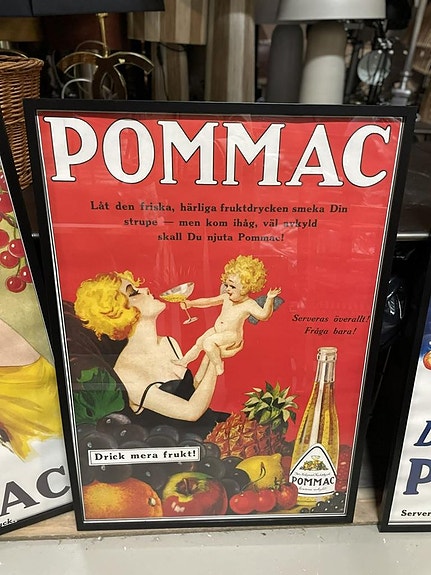 POMMAC
Låt den friska, härliga fruktdrycken smeka Din
strupe — men kom ihåg, väl avkyld
skall Du njuta Pommac!
Serveras överallt!
Fråga bara!
Drick mera frukt!
POMMAC
AC
ck.
D
P
Server